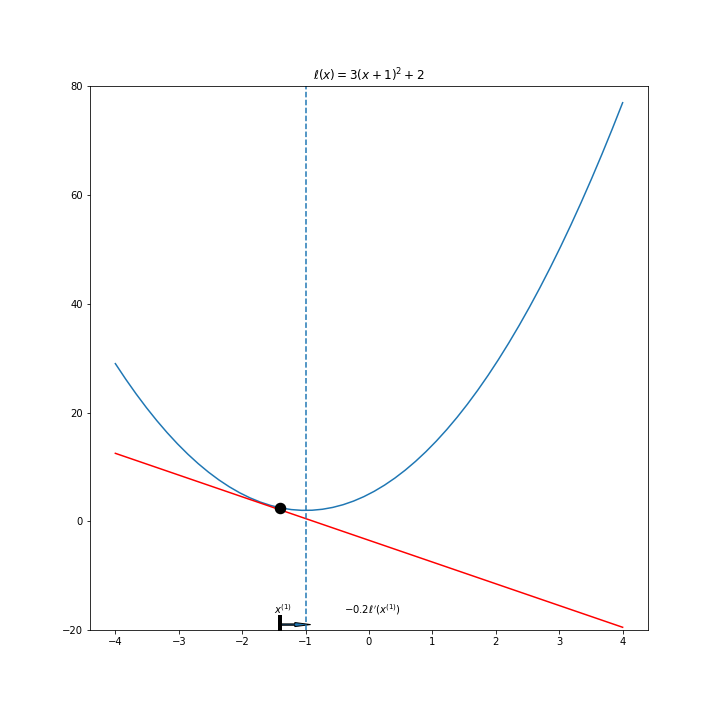 ℓ(x) = 3(x + 1)² + 2
80
60
40
20
0
−20
x⁽¹⁾ −0.2ℓ′(x⁽¹⁾)
−4 −3 −2 −1 0 1 2 3 4